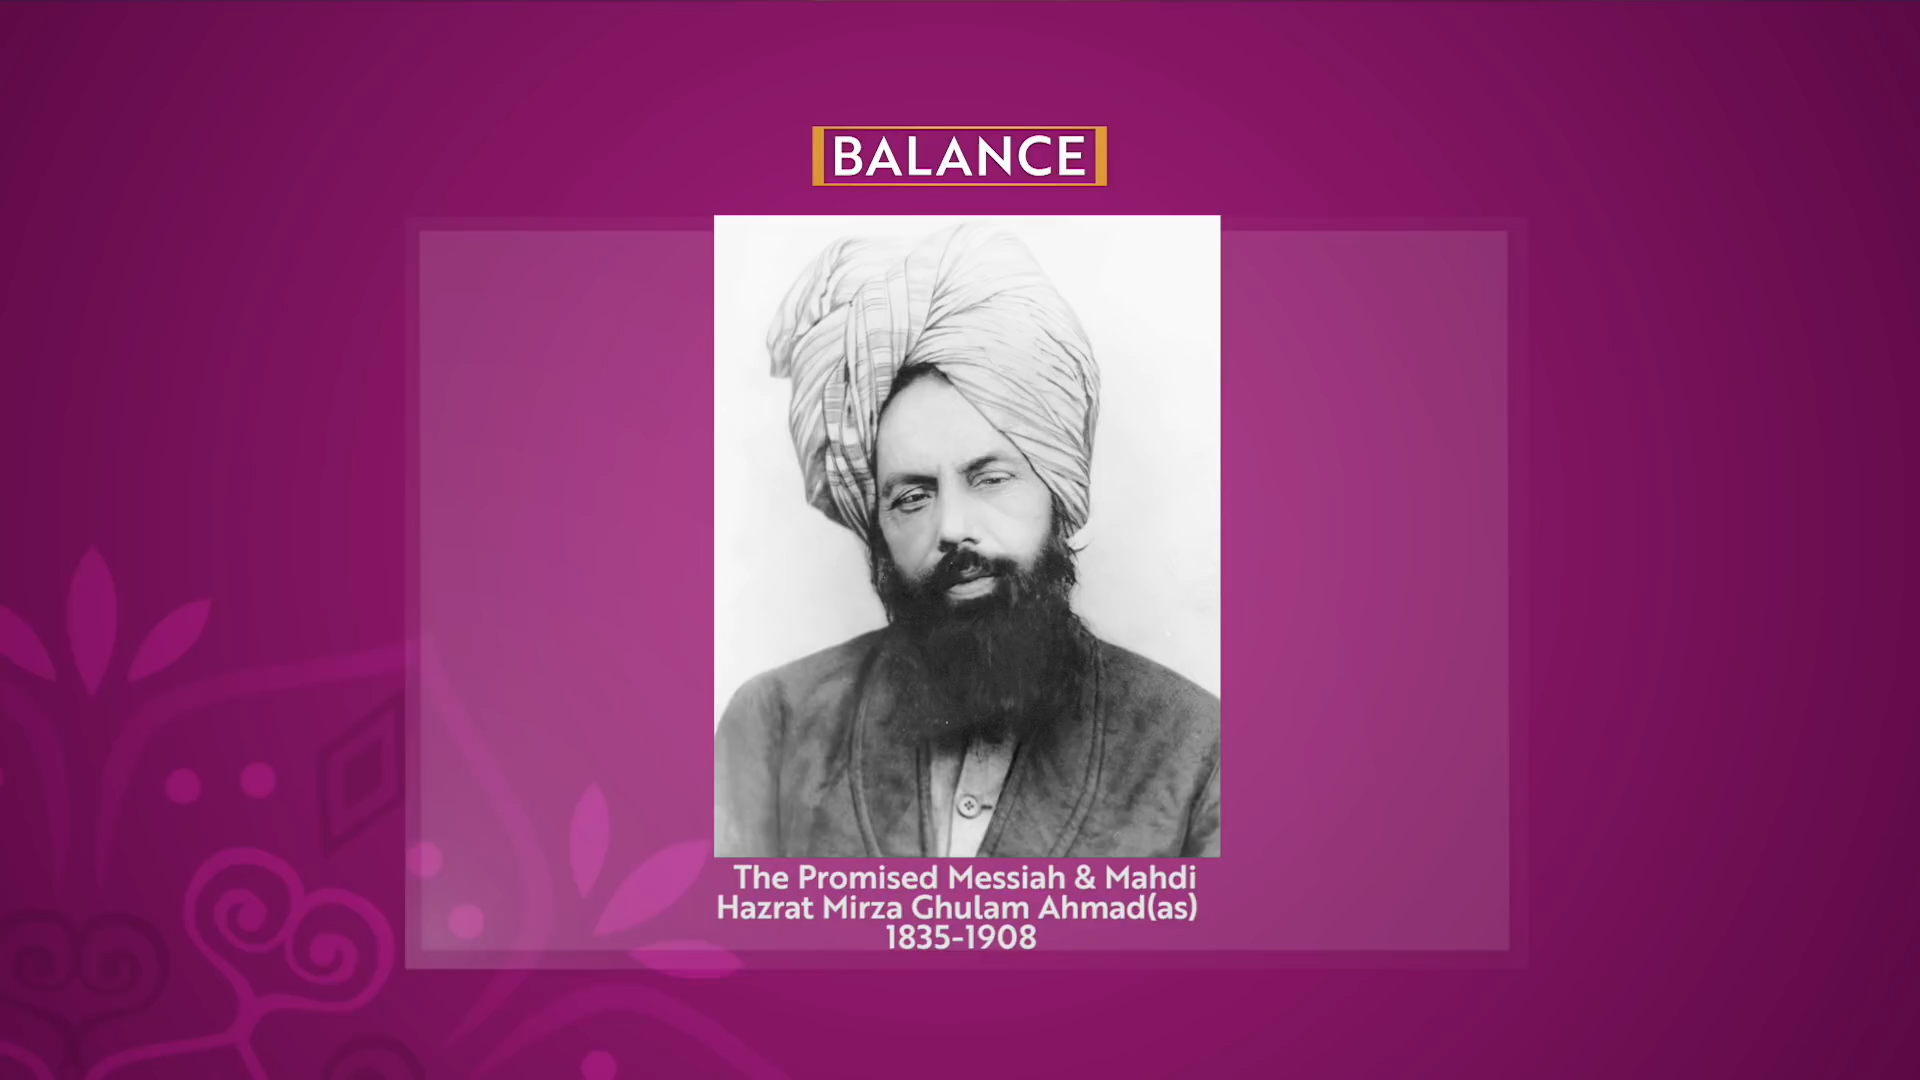 BALANCE
The Promised Messiah & Mahdi
Hazrat Mirza Ghulam Ahmad(as)
1835-1908